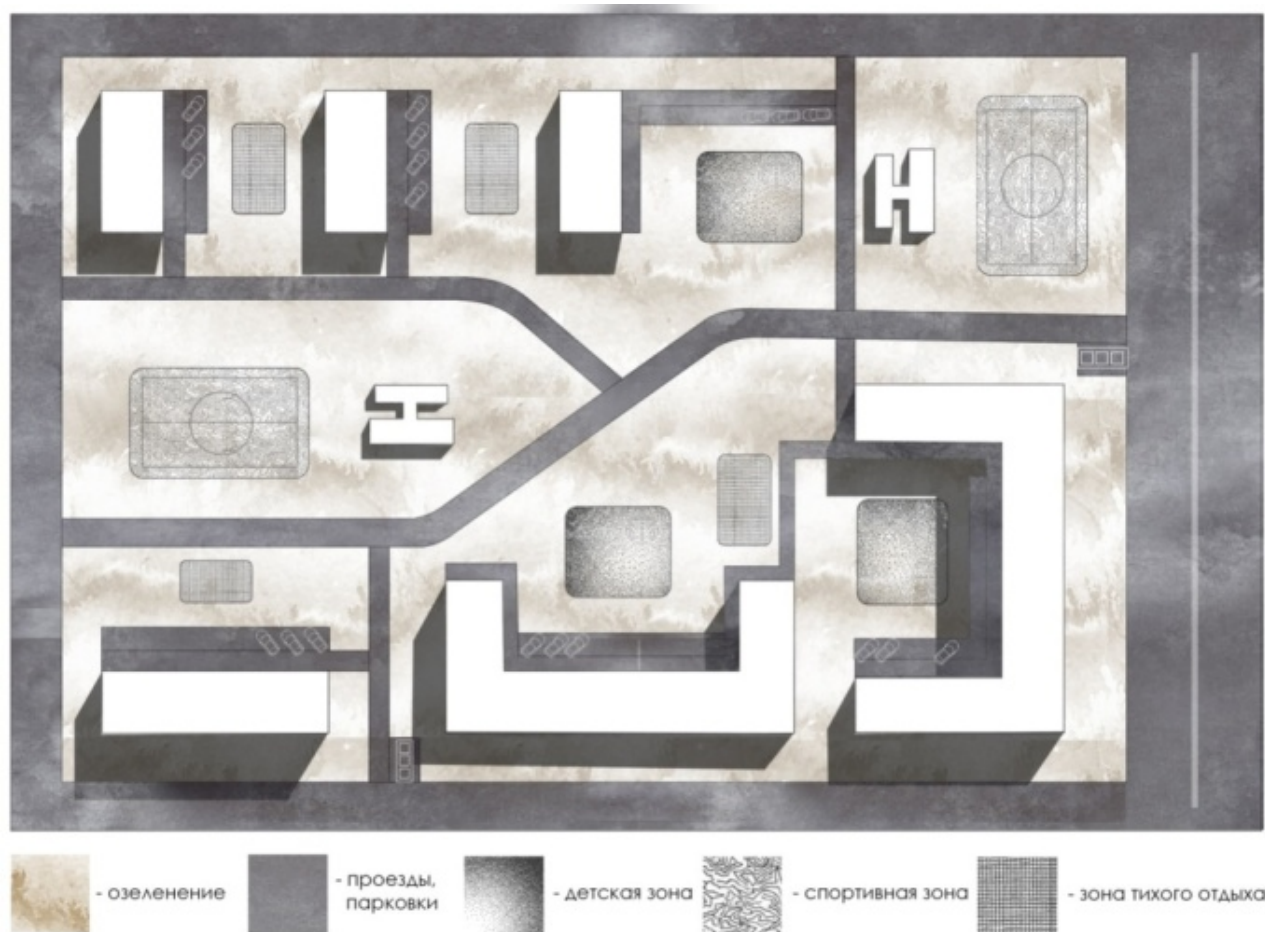 - озеленение
- проезды,
парковки
- детская зона
- спортивная зона
- зона тихого отдыха